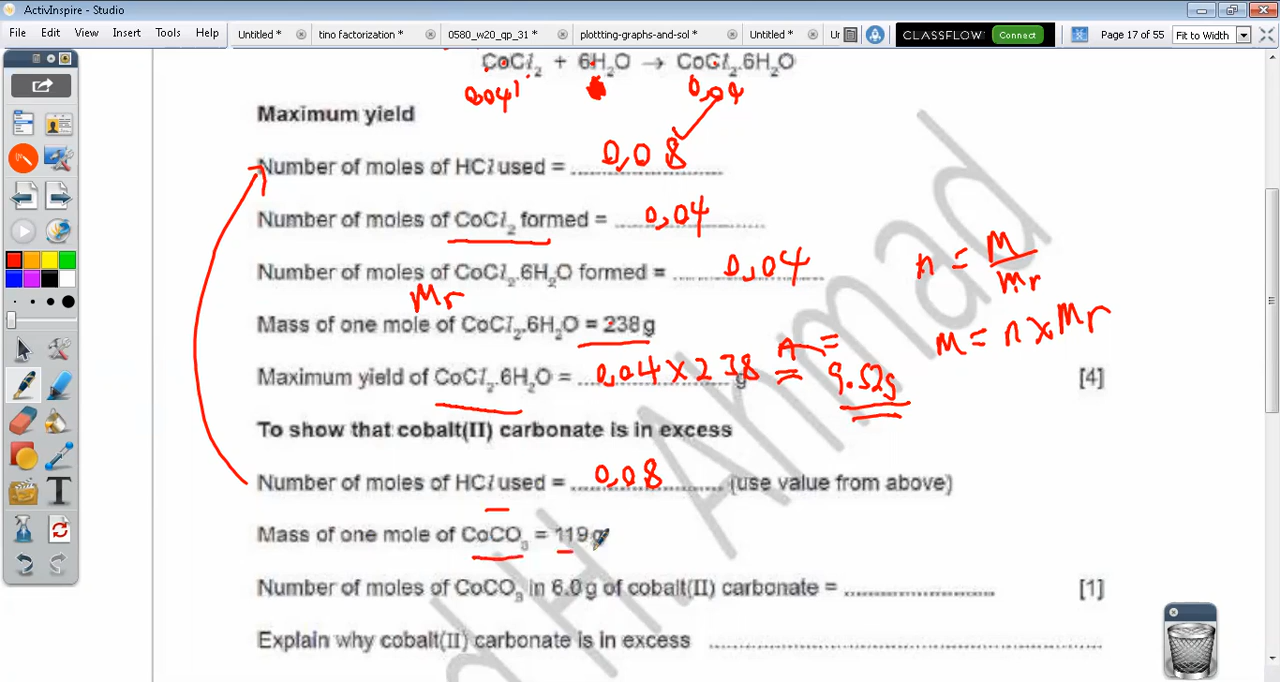 ActivInspire - Studio
File Edit View Insert Tools Help Untitled * tino factorization * 0580_w20_qp_31 * plottting-graphs-and-sol * Untitled * Ur CLASSFLOW Connect Page 17 of 55 Fit to Width
CoCl₂ + 6H₂O → CoCl₂.6H₂O
0.04 0,04
Maximum yield
Number of moles of HCl used = .......... 0,08
Number of moles of CoCl₂ formed = .......... 0,04
Number of moles of CoCl₂.6H₂O formed = .......... 0,04
n = M / mr
Mr
Mass of one mole of CoCl₂.6H₂O = 238 g
M = n x Mr
Maximum yield of CoCl₂.6H₂O = .......... 0,04 x 238 g = 9.52g [4]
To show that cobalt(II) carbonate is in excess
Number of moles of HCl used = .......... 0,08 (use value from above)
Mass of one mole of CoCO₃ = 119 g
Number of moles of CoCO₃ in 6.0 g of cobalt(II) carbonate = .......... [1]
Explain why cobalt(II) carbonate is in excess ..........
H Ahmad